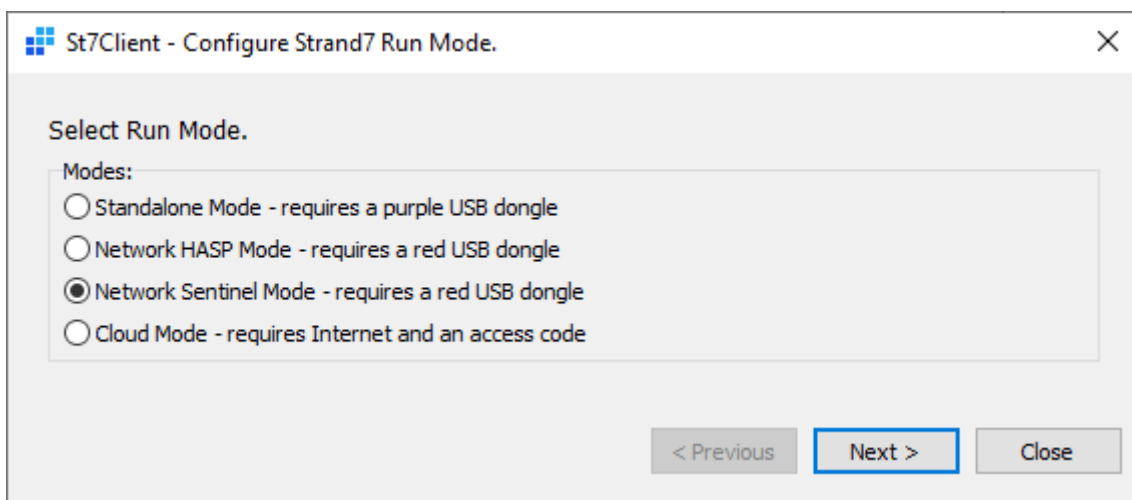 St7Client - Configure Strand7 Run Mode.
Select Run Mode.
Modes:
Standalone Mode - requires a purple USB dongle
Network HASP Mode - requires a red USB dongle
Network Sentinel Mode - requires a red USB dongle
Cloud Mode - requires Internet and an access code
< Previous Next > Close